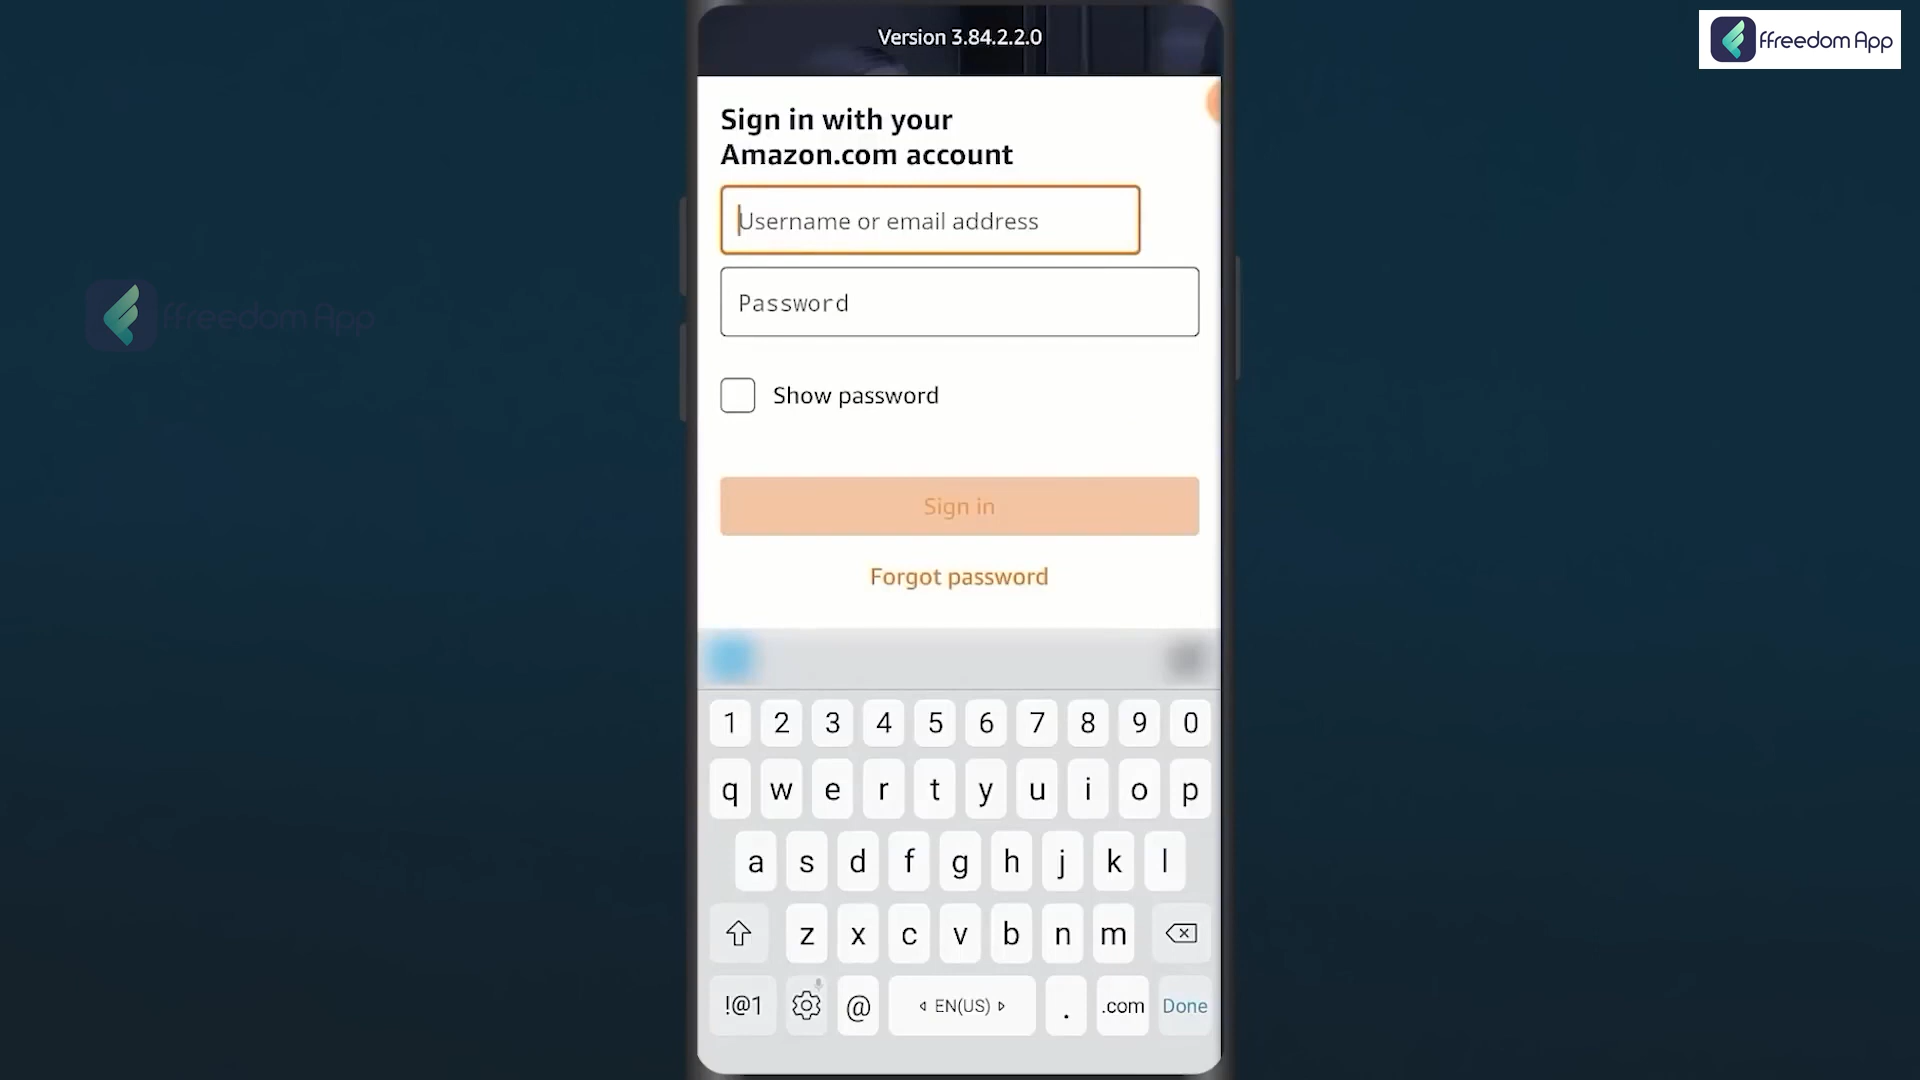 Version 3.84.2.2.0
ffreedom App
Sign in with your
Amazon.com account
Username or email address
ffreedom App
Password
Show password
Sign in
Forgot password
1 2 3 4 5 6 7 8 9 0
q w e r t y u i o p
a s d f g h j k l
z x c v b n m
!@1 @ EN(US) . .com Done